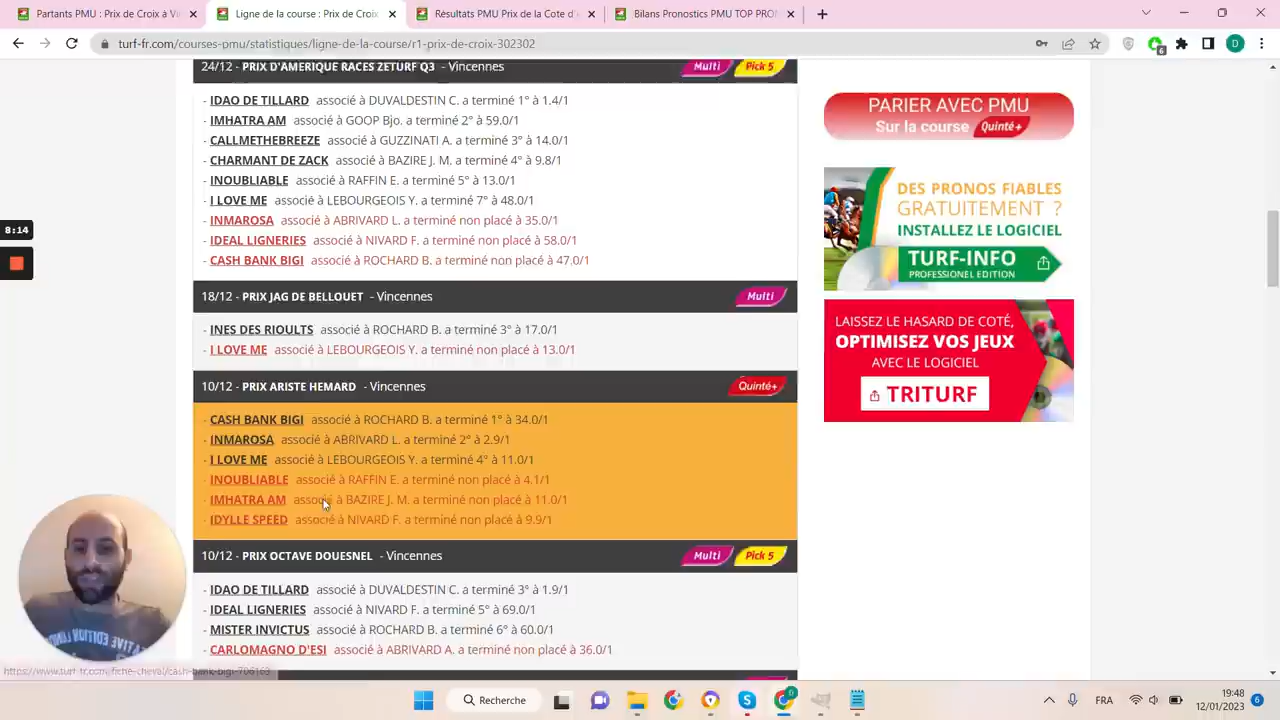 Partants PMU : Prix de Croix à Vi
Ligne de course : Prix de Croix
Résultats PMU de la Cote d'
Bilans Pronostics PMU TOP PRON
turf-fr.com/courses-pmu/statistiques/ligne-de-course/r1-prix-de-croix-302302
6
D
24/12 - PRIX D'AMERIQUE RACES ZETURF Q3 - Vincennes
Multi Pick 5
- IDAO DE TILLARD associé à DUVALDESTIN C. a terminé 1° à 1.4/1
- IMHATRA AM associé à GOOP Bjo. a terminé 2° à 59.0/1
- CALLMETHEBREEZE associé à GUZZINATI A. a terminé 3° à 14.0/1
- CHARMANT DE ZACK associé à BAZIRE J. M. a terminé 4° à 9.8/1
- INOUBLIABLE associé à RAFFIN E. a terminé 5° à 13.0/1
- I LOVE ME associé à LEBOURGEOIS Y. a terminé 7° à 48.0/1
- INMAROSA associé à ABRIVARD L. a terminé non placé à 35.0/1
- IDEAL LIGNERIES associé à NIVARD F. a terminé non placé à 58.0/1
- CASH BANK BIGI associé à ROCHARD B. a terminé non placé à 47.0/1
18/12 - PRIX JAG DE BELLOUET - Vincennes
Multi
- INES DES RIOULTS associé à ROCHARD B. a terminé 3° à 17.0/1
- I LOVE ME associé à LEBOURGEOIS Y. a terminé non placé à 13.0/1
10/12 - PRIX ARISTE HEMARD - Vincennes
Quinté+
- CASH BANK BIGI associé à ROCHARD B. a terminé 1° à 34.0/1
- INMAROSA associé à ABRIVARD L. a terminé 2° à 2.9/1
- I LOVE ME associé à LEBOURGEOIS Y. a terminé 4° à 11.0/1
- INOUBLIABLE associé à RAFFIN E. a terminé non placé à 4.1/1
- IMHATRA AM associé à BAZIRE J. M. a terminé non placé à 11.0/1
- IDYLLE SPEED associé à NIVARD F. a terminé non placé à 9.9/1
10/12 - PRIX OCTAVE DOUESNEL - Vincennes
Multi Pick 5
- IDAO DE TILLARD associé à DUVALDESTIN C. a terminé 3° à 1.9/1
- IDEAL LIGNERIES associé à NIVARD F. a terminé 5° à 69.0/1
- MISTER INVICTUS associé à ROCHARD B. a terminé 6° à 60.0/1
- CARLOMAGNO D'ESI associé à ABRIVARD A. a terminé non placé à 36.0/1
PARIER AVEC PMU
Sur la course Quinté+
DES PRONOS FIABLES
GRATUITEMENT ?
INSTALLEZ LE LOGICIEL
TURF-INFO
PROFESSIONEL EDITION
LAISSEZ LE HASARD DE COTÉ,
OPTIMISEZ VOS JEUX
AVEC LE LOGICIEL
TRITURF
8:14
https://www.turf-fr.com/fiche-cheval/cash-bank-bigi-706163
Recherche
FRA
19:48
12/01/2023
6